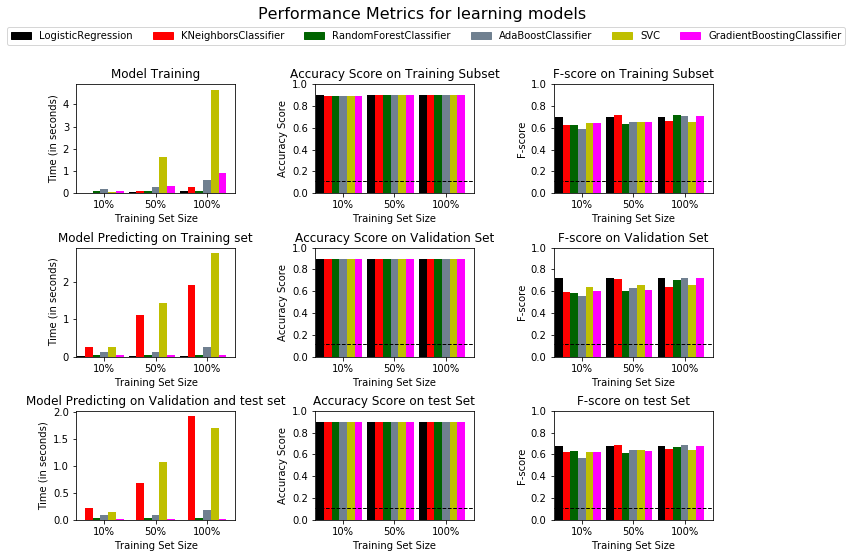 Performance Metrics for learning models
LogisticRegression KNeighborsClassifier RandomForestClassifier AdaBoostClassifier SVC GradientBoostingClassifier
Model Training
Time (in seconds)
4
3
2
1
0
10% 50% 100%
Training Set Size
Accuracy Score on Training Subset
Accuracy Score
1.0
0.8
0.6
0.4
0.2
0.0
10% 50% 100%
Training Set Size
F-score on Training Subset
F-score
1.0
0.8
0.6
0.4
0.2
0.0
10% 50% 100%
Training Set Size
Model Predicting on Training set
Time (in seconds)
2
1
0
10% 50% 100%
Training Set Size
Accuracy Score on Validation Set
Accuracy Score
1.0
0.8
0.6
0.4
0.2
0.0
10% 50% 100%
Training Set Size
F-score on Validation Set
F-score
1.0
0.8
0.6
0.4
0.2
0.0
10% 50% 100%
Training Set Size
Model Predicting on Validation and test set
Time (in seconds)
2.0
1.5
1.0
0.5
0.0
10% 50% 100%
Training Set Size
Accuracy Score on test Set
Accuracy Score
1.0
0.8
0.6
0.4
0.2
0.0
10% 50% 100%
Training Set Size
F-score on test Set
F-score
1.0
0.8
0.6
0.4
0.2
0.0
10% 50% 100%
Training Set Size